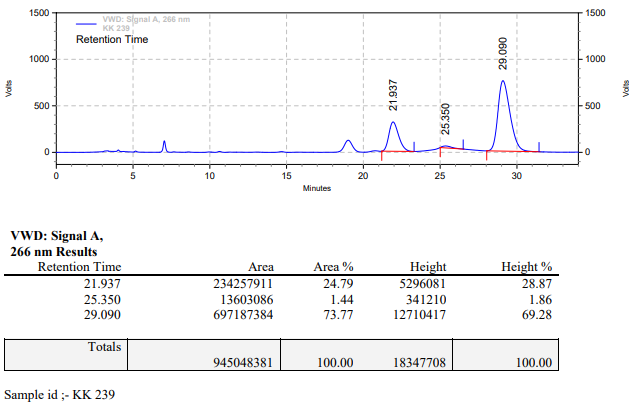 VWD: Signal A, 266 nm
KK 239
Retention Time
1500
1000
500
0
Volts
21.937
25.350
29.090
1500
1000
500
0
Volts
0 5 10 15 20 25 30
Minutes
VWD: Signal A,
266 nm Results
Retention Time Area Area % Height Height %
21.937 234257911 24.79 5296081 28.87
25.350 13603086 1.44 341210 1.86
29.090 697187384 73.77 12710417 69.28
Totals
945048381 100.00 18347708 100.00
Sample id ;- KK 239